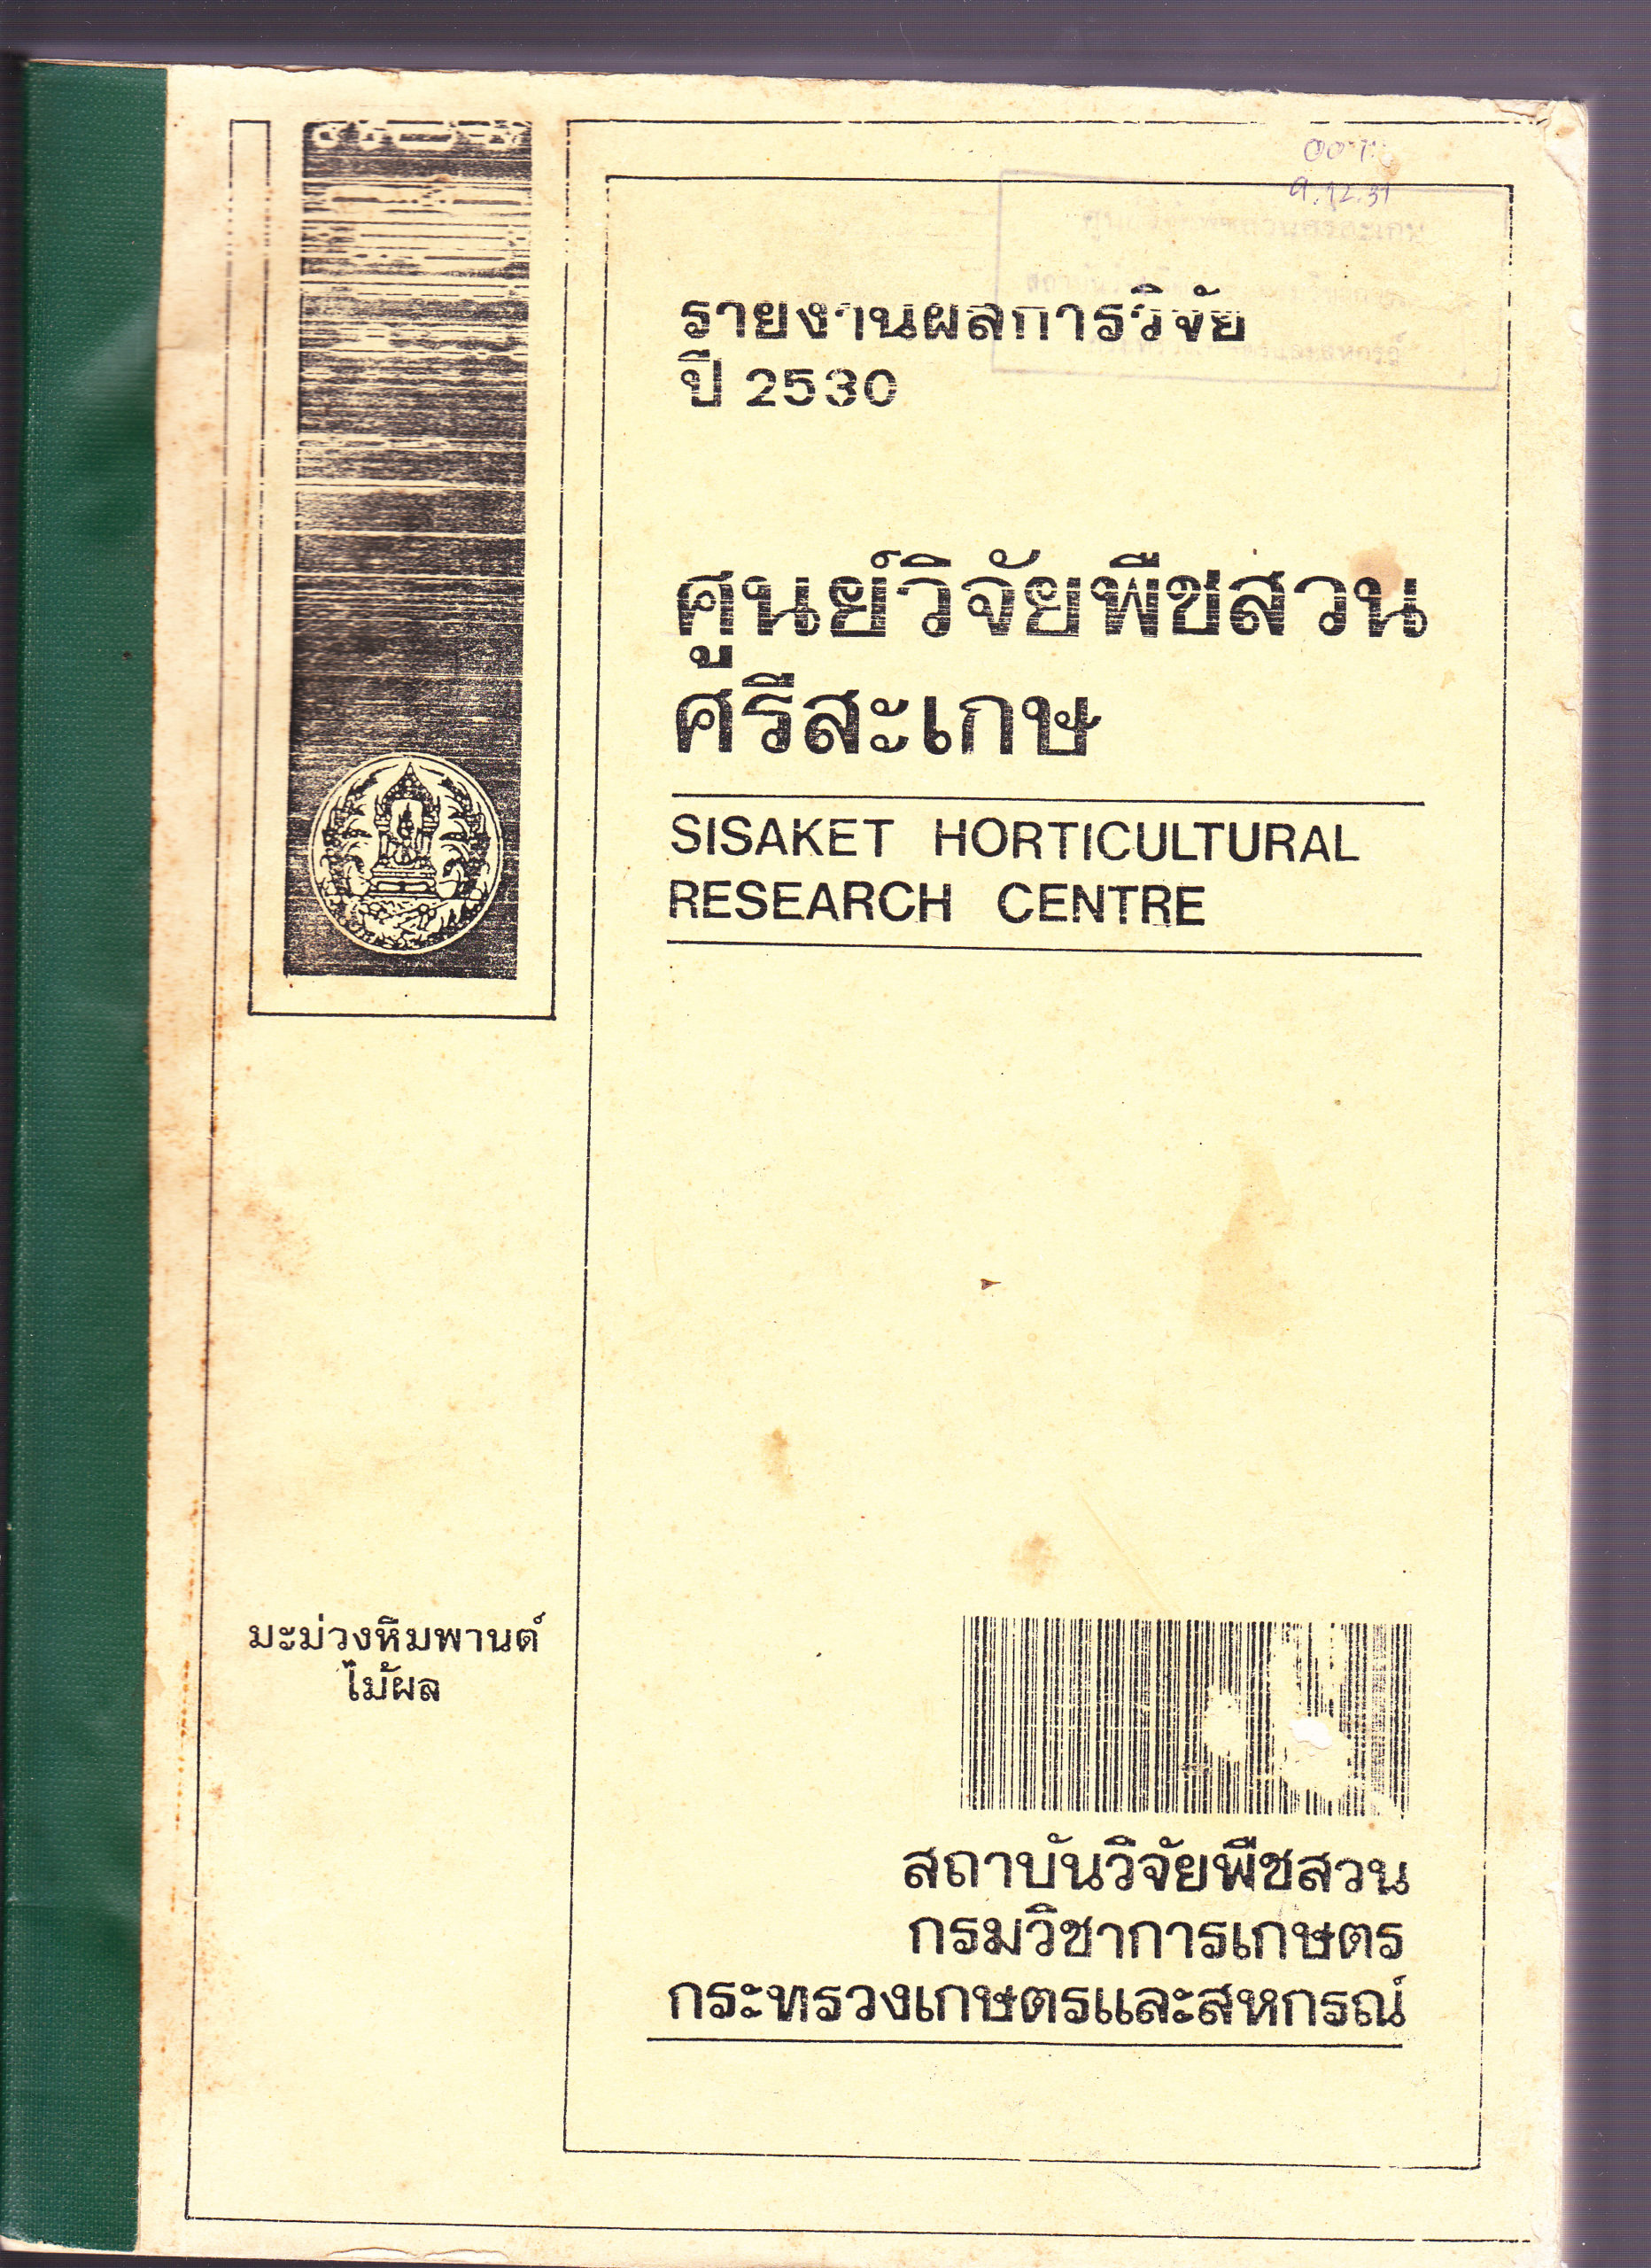 รายงานผลการวิจัย
ปี 2530
ศูนย์วิจัยพืชสวน
ศรีสะเกษ
SISAKET HORTICULTURAL
RESEARCH CENTRE
มะม่วงหิมพานต์
ไม้ผล
สถาบันวิจัยพืชสวน
กรมวิชาการเกษตร
กระทรวงเกษตรและสหกรณ์